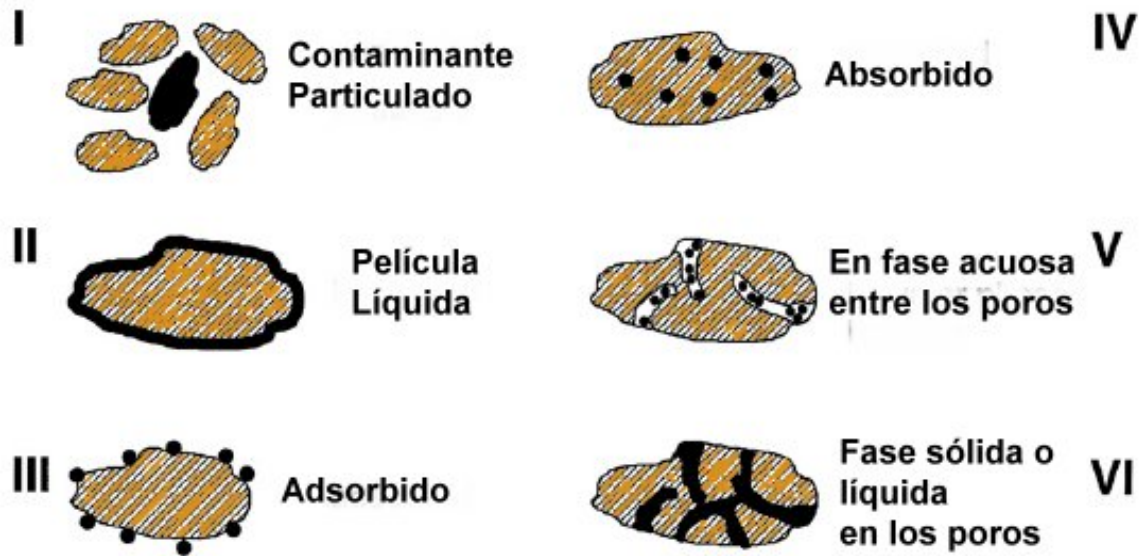 I
Contaminante
Particulado
II
Película
Líquida
III
Adsorbido
IV
Absorbido
V
En fase acuosa
entre los poros
VI
Fase sólida o
líquida
en los poros